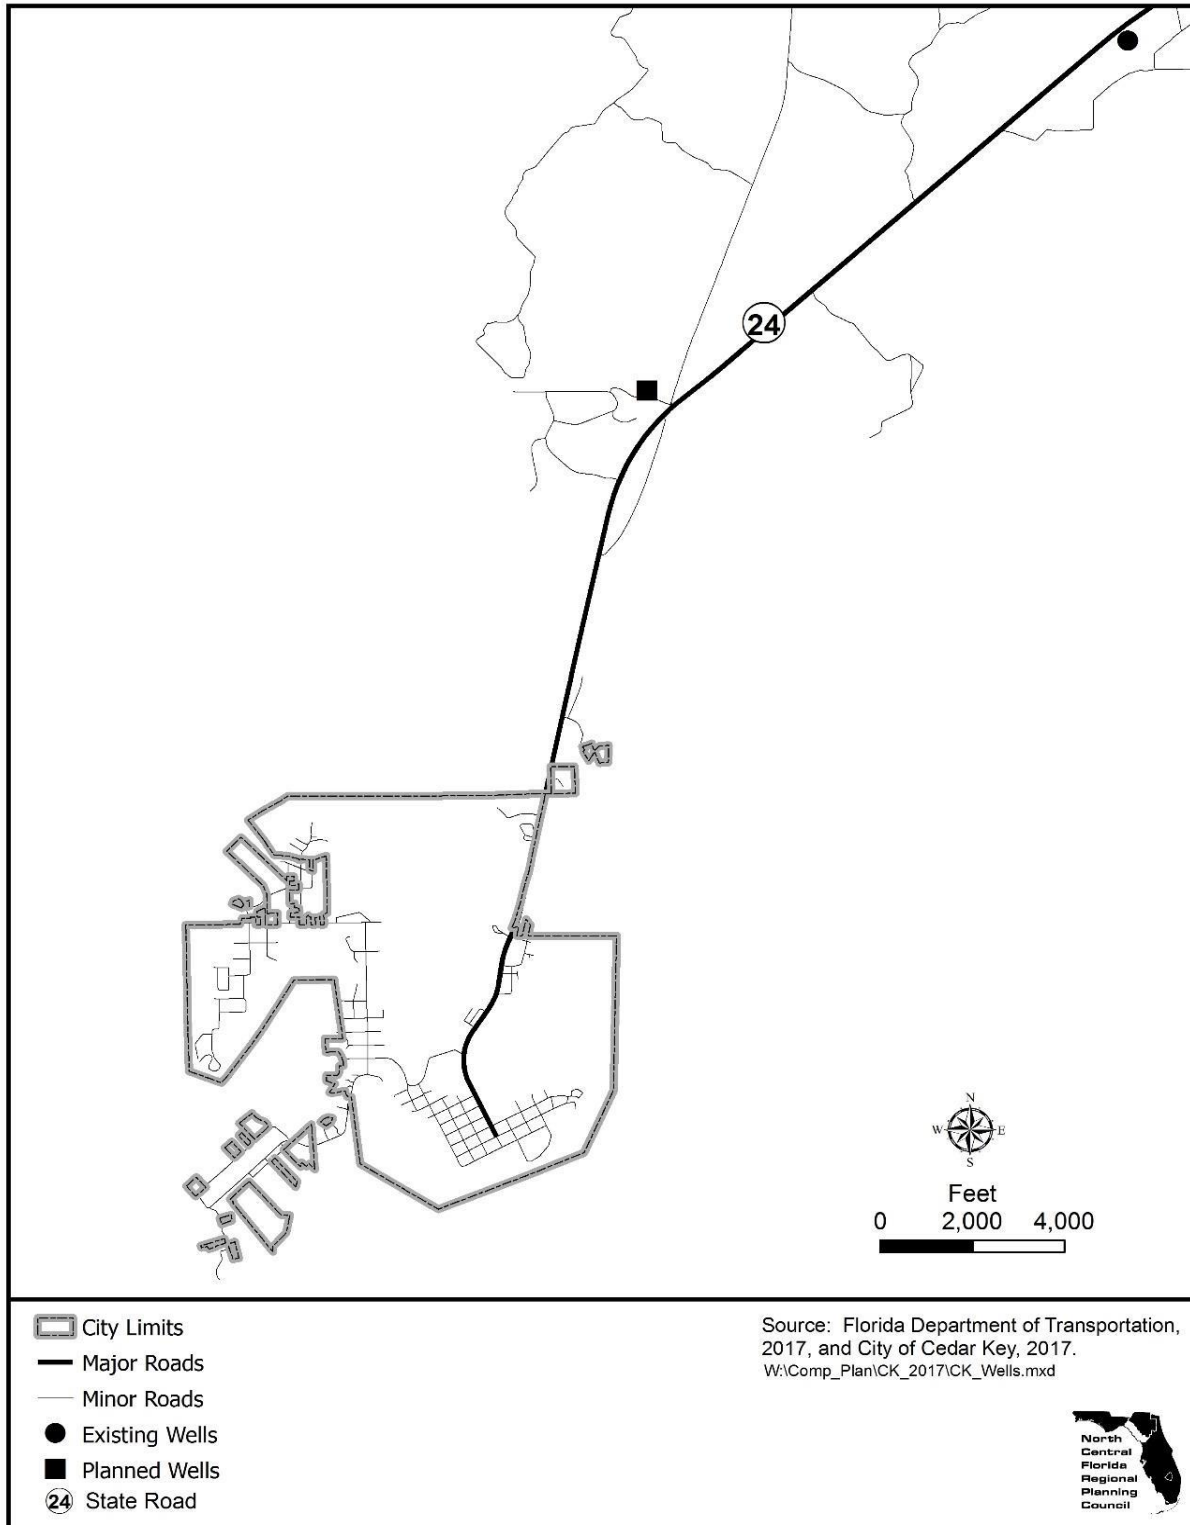 24
N
W E
S
Feet
0 2,000 4,000
City Limits
Major Roads
Minor Roads
Existing Wells
Planned Wells
24 State Road
Source: Florida Department of Transportation,
2017, and City of Cedar Key, 2017.
W:\Comp_Plan\CK_2017\CK_Wells.mxd
North
Central
Florida
Regional
Planning
Council